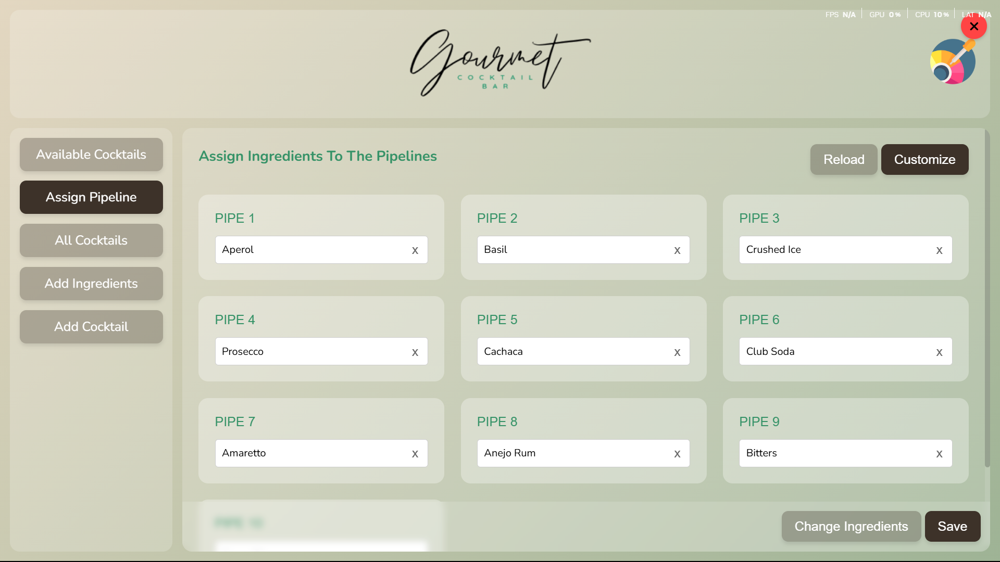 FPS N/A GPU 0% CPU 10% LAT N/A
Gourmet
COCKTAIL
BAR
Available Cocktails
Assign Pipeline
All Cocktails
Add Ingredients
Add Cocktail
Assign Ingredients To The Pipelines
Reload
Customize
PIPE 1
Aperol x
PIPE 2
Basil x
PIPE 3
Crushed Ice x
PIPE 4
Prosecco x
PIPE 5
Cachaca x
PIPE 6
Club Soda x
PIPE 7
Amaretto x
PIPE 8
Anejo Rum x
PIPE 9
Bitters x
PIPE 10
Change Ingredients
Save